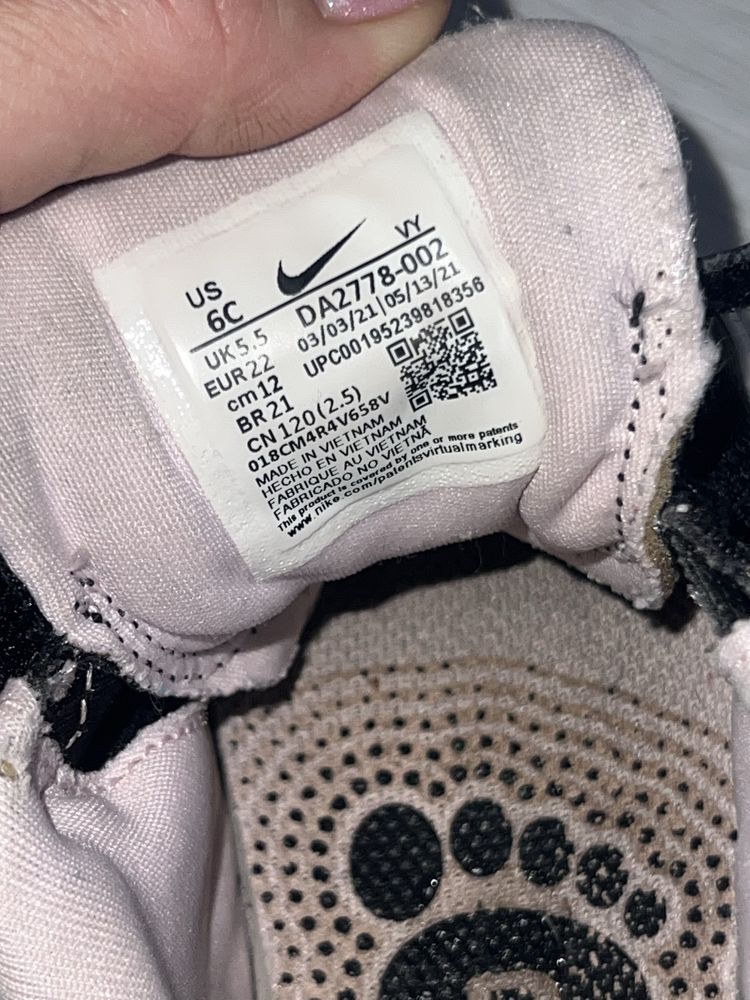 US
VY
6C
DA2778-002
UK 5.5
03/03/21 | 05/13/21
EUR 22
UPC00195239818358
cm 12
BR 21
CN 120 (2.5)
018CM4R4V658V
MADE IN VIETNAM
HECHO EN VIETNAM
FABRIQUE AU VIETNAM
FABRICADO NO VIETNÃ
This product is covered by one or more patents
www.nike.com/patentsvirtualmarking